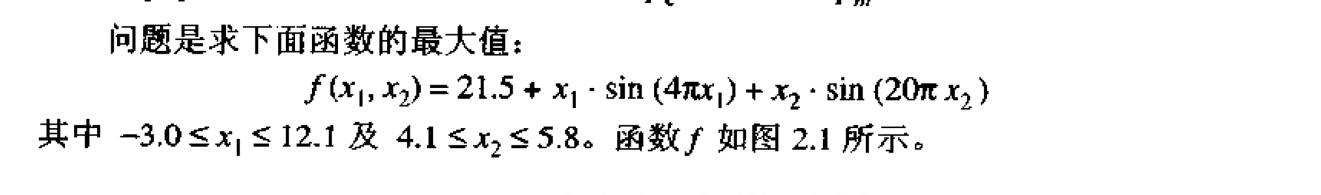 问题是求下面函数的最大值：
f(x₁, x₂) = 21.5 + x₁ · sin (4πx₁) + x₂ · sin (20π x₂)
其中 –3.0 ≤ x₁ ≤ 12.1 及 4.1 ≤ x₂ ≤ 5.8。函数 f 如图 2.1 所示。